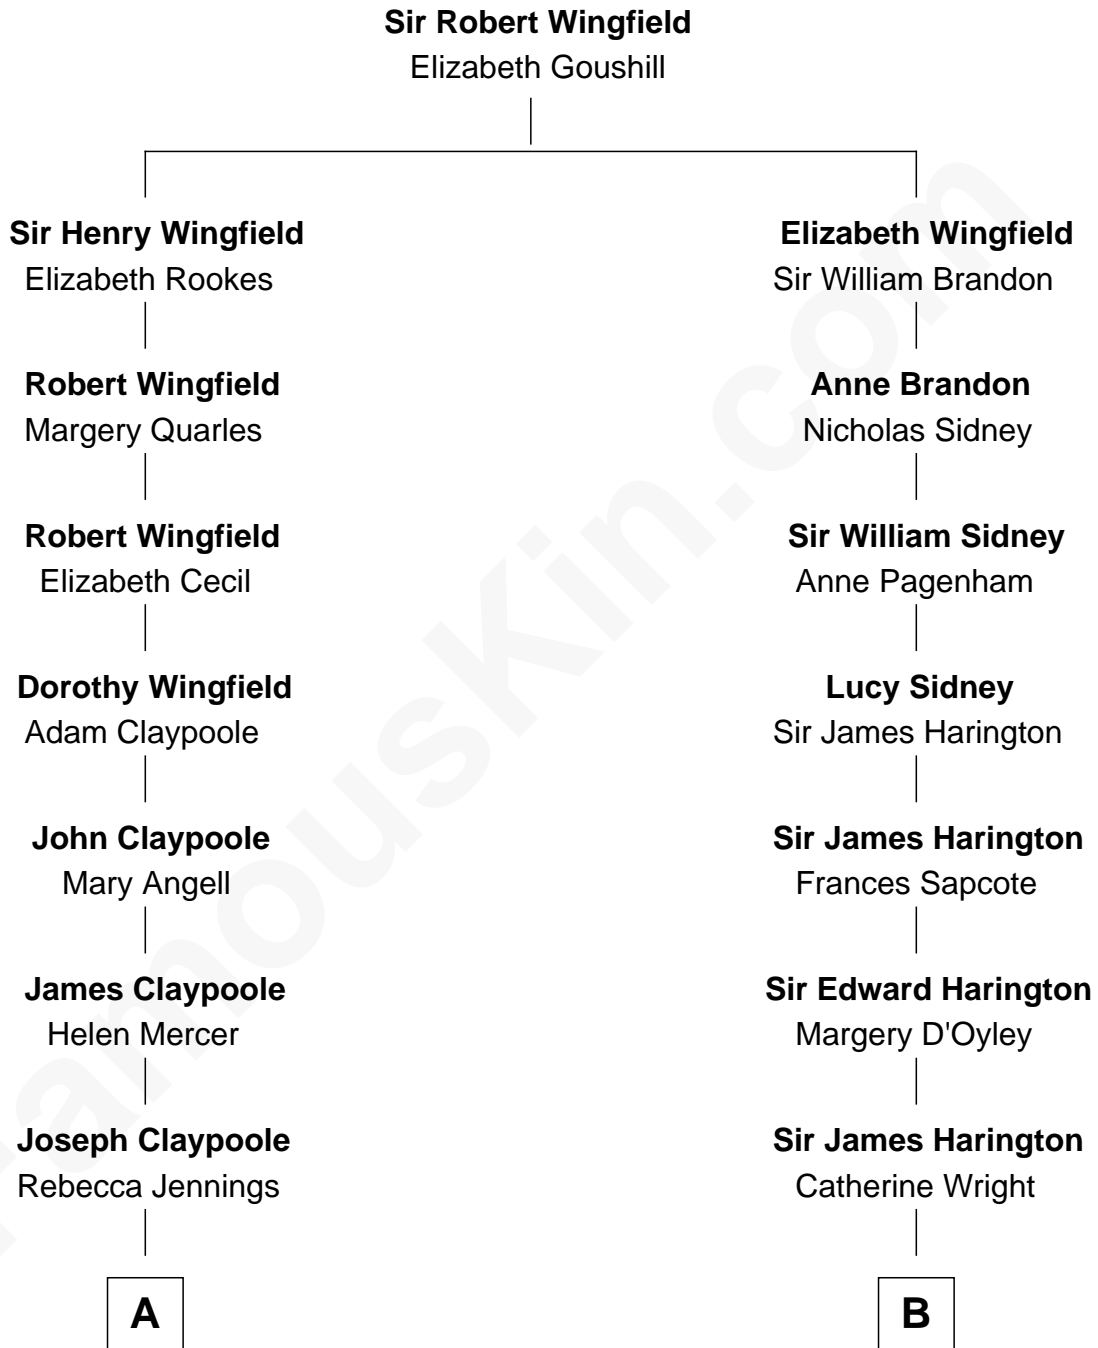 Sir Robert Wingfield
Elizabeth Goushill
Sir Henry Wingfield
Elizabeth Rookes
Robert Wingfield
Margery Quarles
Robert Wingfield
Elizabeth Cecil
Dorothy Wingfield
Adam Claypoole
John Claypoole
Mary Angell
James Claypoole
Helen Mercer
Joseph Claypoole
Rebecca Jennings
A
Elizabeth Wingfield
Sir William Brandon
Anne Brandon
Nicholas Sidney
Sir William Sidney
Anne Pagenham
Lucy Sidney
Sir James Harington
Sir James Harington
Frances Sapcote
Sir Edward Harington
Margery D'Oyley
Sir James Harington
Catherine Wright
B
FamousKin.com